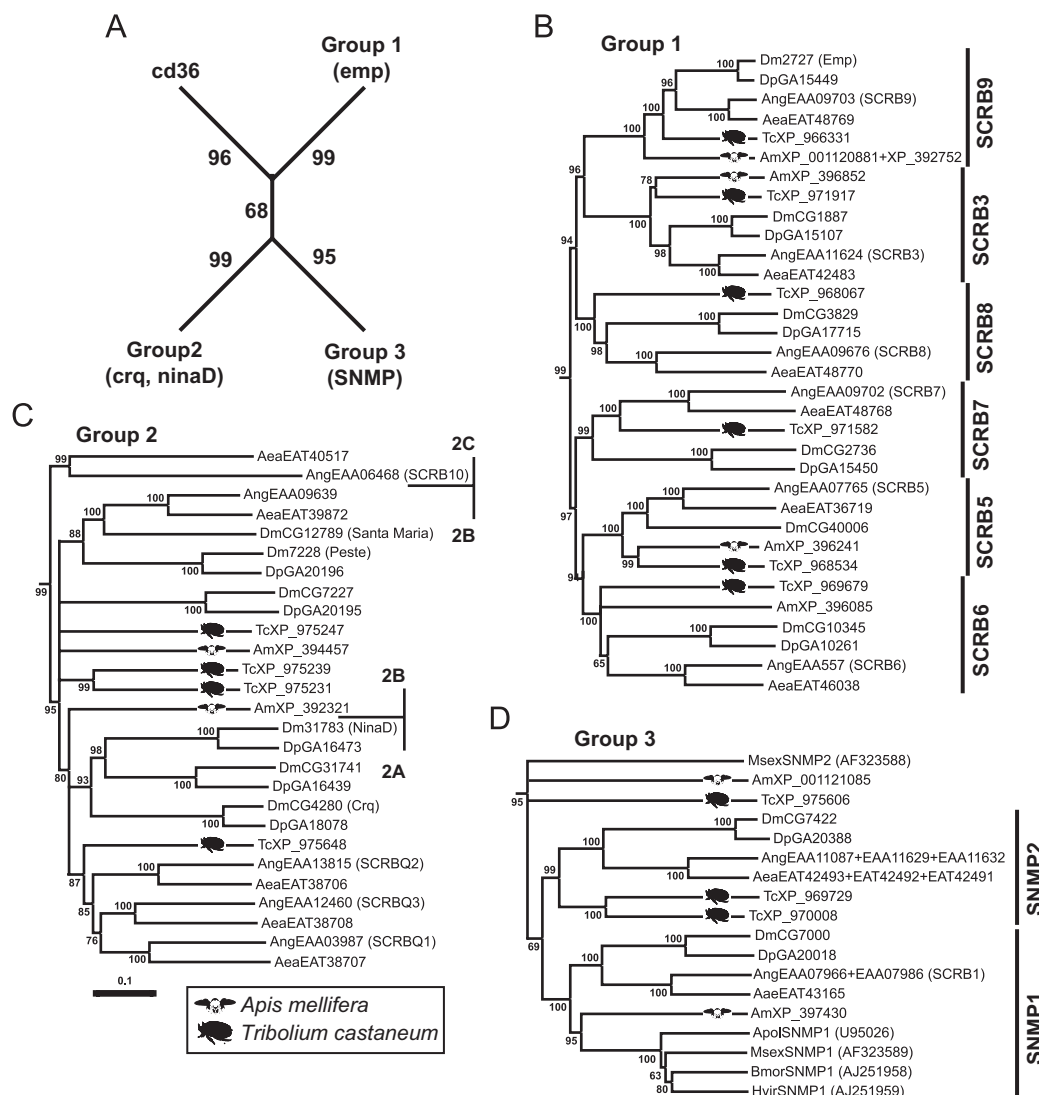 A
cd36
Group 1
(emp)
96
99
68
99
95
Group2
(crq, ninaD)
Group 3
(SNMP)
B
Group 1
Dm2727 (Emp)
DpGA15449
AngEAA09703 (SCRB9)
AeaEAT48769
TcXP_966331
AmXP_001120881+XP_392752
AmXP_396852
TcXP_971917
DmCG1887
DpGA15107
AngEAA11624 (SCRB3)
AeaEAT42483
TcXP_968067
DmCG3829
DpGA17715
AngEAA09676 (SCRB8)
AeaEAT48770
AngEAA09702 (SCRB7)
AeaEAT48768
TcXP_971582
DmCG2736
DpGA15450
AngEAA07765 (SCRB5)
AeaEAT36719
DmCG40006
AmXP_396241
TcXP_968534
TcXP_969679
AmXP_396085
DmCG10345
DpGA10261
AngEAA557 (SCRB6)
AeaEAT46038
100
96
100
100
100
96
78
100
100
98
100
94
100
100
98
100
99
100
100
99
100
97
100
100
99
94
100
100
65
100
SCRB9
SCRB3
SCRB8
SCRB7
SCRB5
SCRB6
C
Group 2
AeaEAT40517
AngEAA06468 (SCRB10)
AngEAA09639
AeaEAT39872
DmCG12789 (Santa Maria)
Dm7228 (Peste)
DpGA20196
DmCG7227
DpGA20195
TcXP_975247
AmXP_394457
TcXP_975239
TcXP_975231
AmXP_392321
Dm31783 (NinaD)
DpGA16473
DmCG31741
DpGA16439
DmCG4280 (Crq)
DpGA18078
TcXP_975648
AngEAA13815 (SCRBQ2)
AeaEAT38706
AngEAA12460 (SCRBQ3)
AeaEAT38708
AngEAA03987 (SCRBQ1)
AeaEAT38707
99
100
100
88
100
99
100
99
95
100
98
80
93
100
100
87
100
85
100
76
100
2C
2B
2B
2A
0.1
Apis mellifera
Tribolium castaneum
D
Group 3
MsexSNMP2 (AF323588)
AmXP_001121085
TcXP_975606
DmCG7422
DpGA20388
AngEAA11087+EAA11629+EAA11632
AeaEAT42493+EAT42492+EAT42491
TcXP_969729
TcXP_970008
DmCG7000
DpGA20018
AngEAA07966+EAA07986 (SCRB1)
AaeEAT43165
AmXP_397430
ApolSNMP1 (U95026)
MsexSNMP1 (AF323589)
BmorSNMP1 (AJ251958)
HvirSNMP1 (AJ251959)
95
100
100
100
99
100
69
100
100
100
100
95
100
63
80
SNMP2
SNMP1